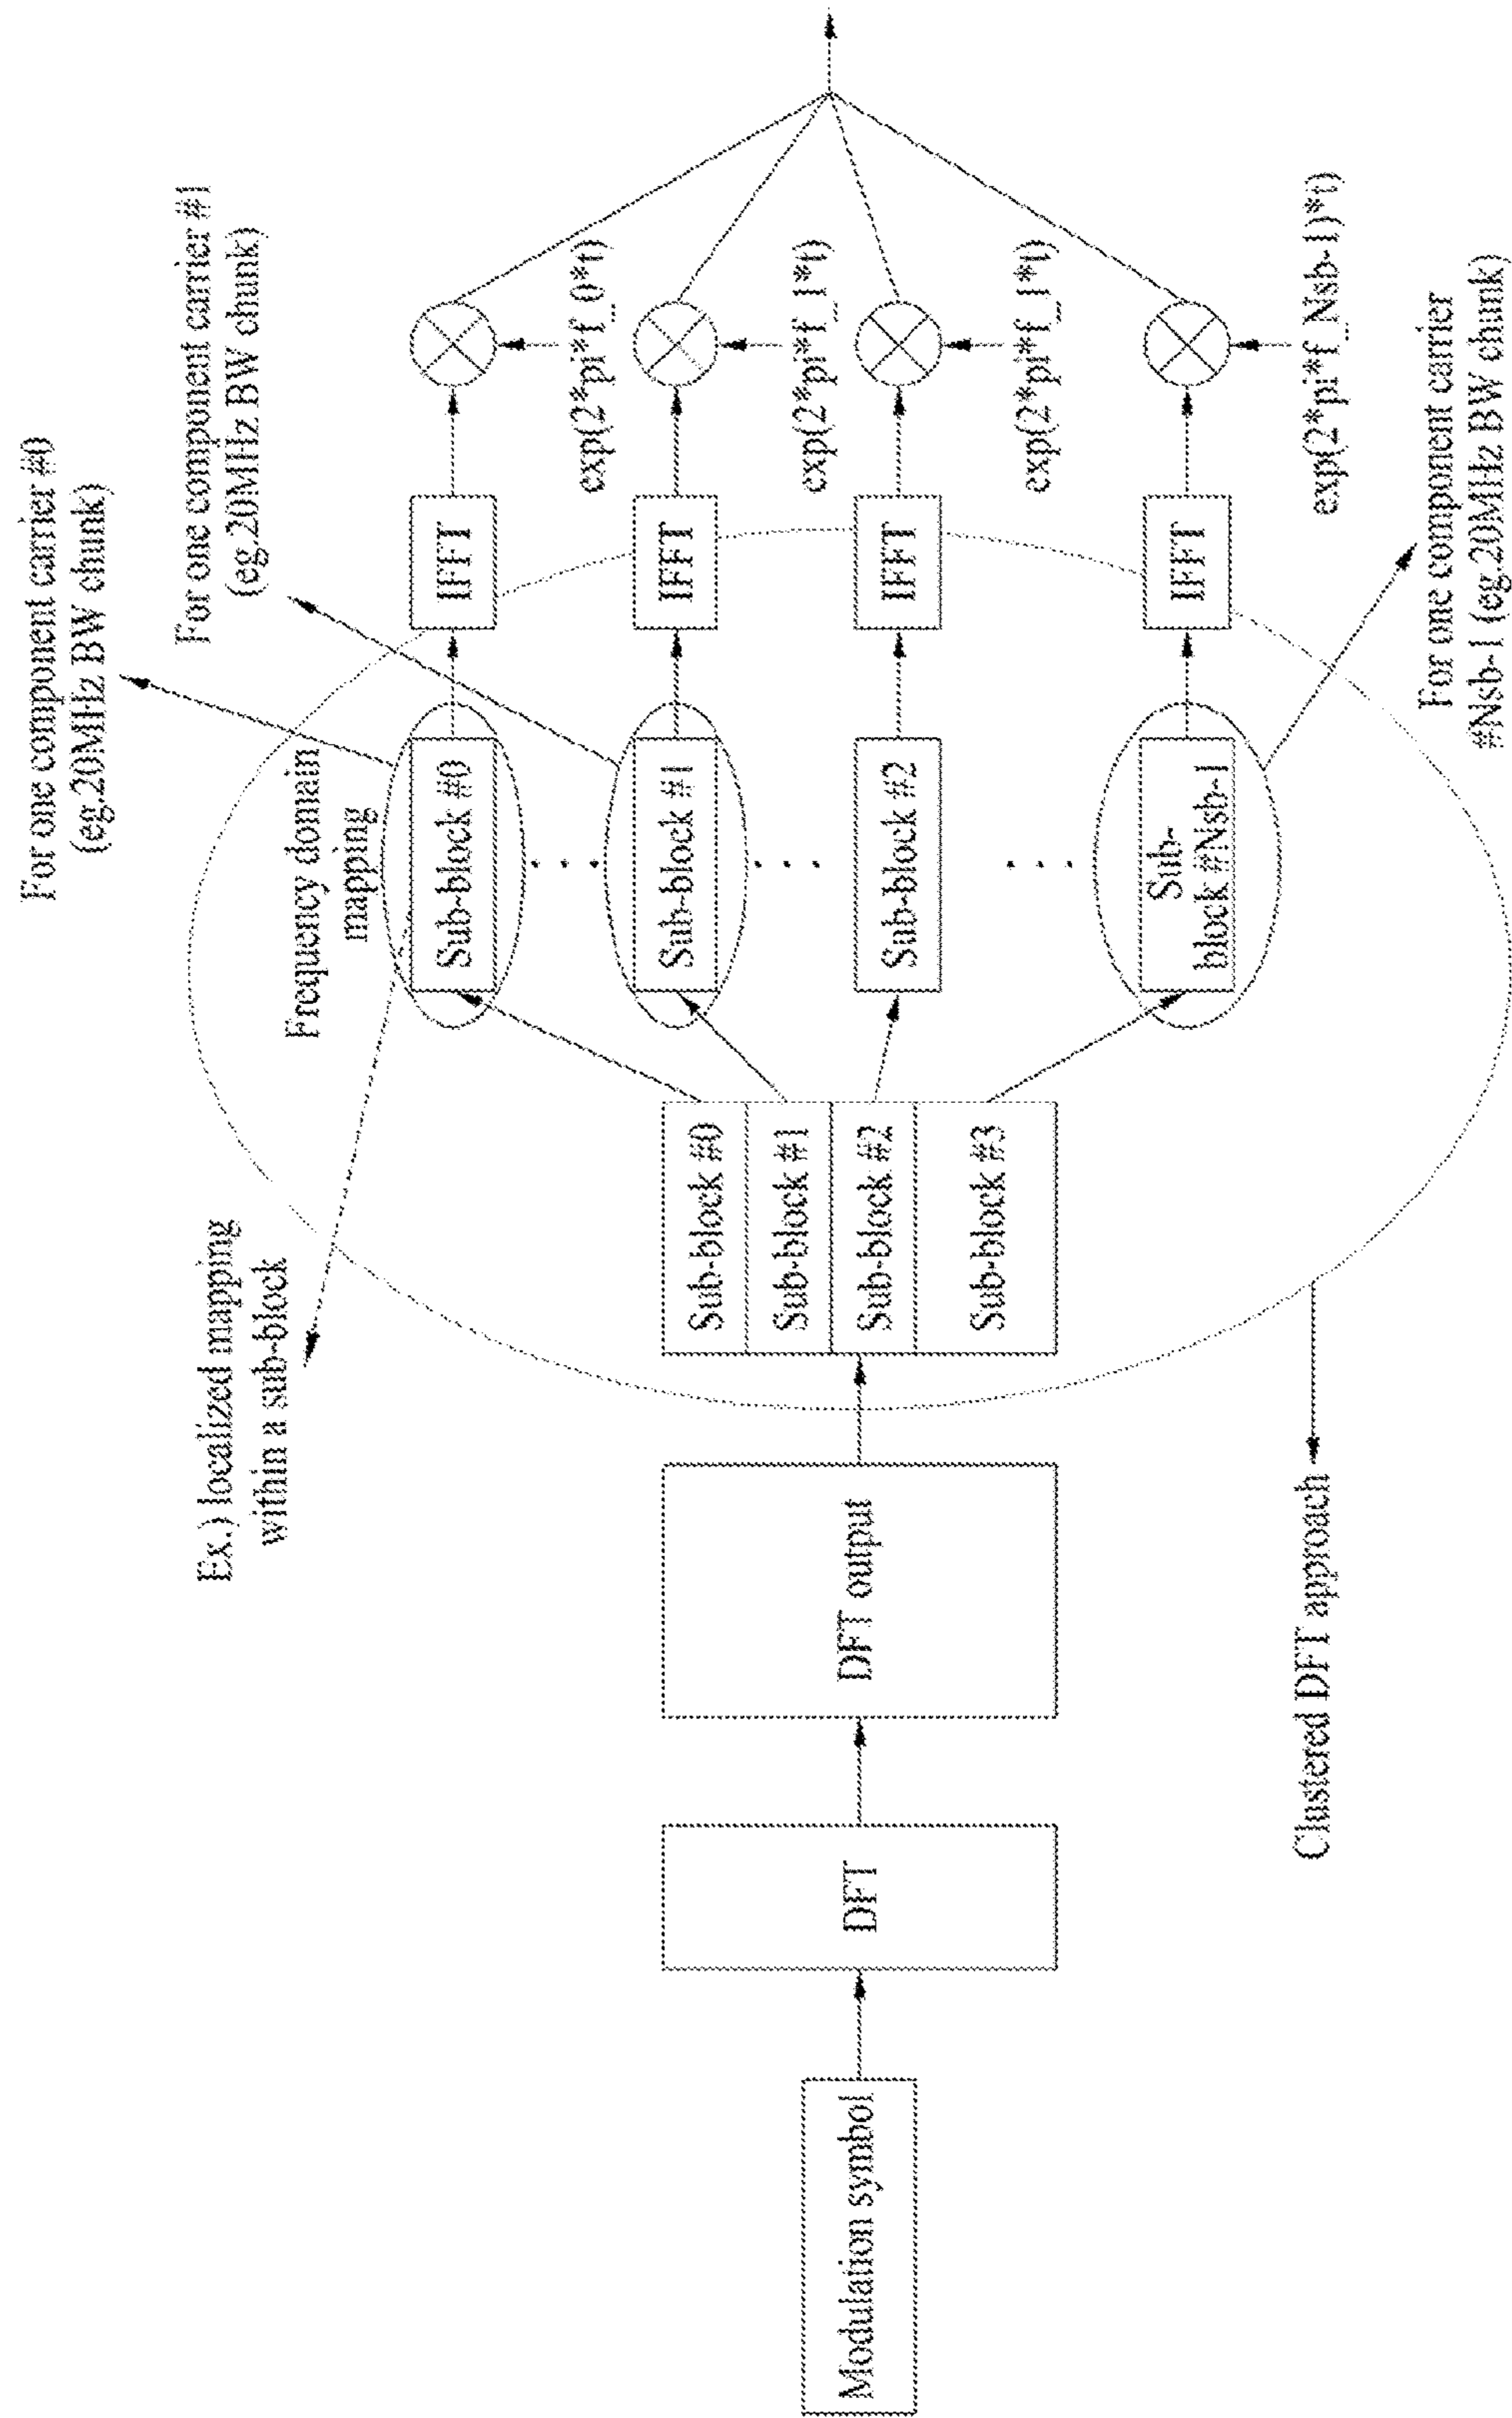 For one component carrier #0
(eg.20MHz BW chunk)
For one component carrier #1
(eg.20MHz BW chunk)
Ex.) localized mapping
within a sub-block
Frequency domain
mapping
Modulation symbol
DFT
DFT output
Sub-block #0
Sub-block #1
Sub-block #2
Sub-block #3
Sub-block #0
IFFT
exp(2*pi*f_0*t)
Sub-block #1
IFFT
exp(2*pi*f_1*t)
Sub-block #2
IFFT
exp(2*pi*f_1*t)
Sub-
block #Nsb-1
IFFT
exp(2*pi*f_Nsb-1)*t)
Clustered DFT approach
For one component carrier
#Nsb-1 (eg.20MHz BW chunk)